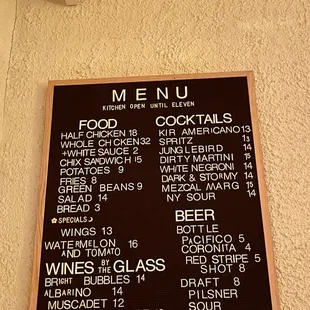 MENU
KITCHEN OPEN UNTIL ELEVEN
FOOD
HALF CHICKEN 18
WHOLE CHICKEN 32
+WHITE SAUCE 2
CHIX SANDWICH 15
POTATOES 9
FRIES 8
GREEN BEANS 9
SALAD 14
BREAD 3
SPECIALS
WINGS 13
WATERMELON 16
AND TOMATO
WINES BY THE GLASS
BRIGHT BUBBLES 14
ALBARINO 14
MUSCADET 12
COCKTAILS
KIR AMERICANO 13
SPRITZ 13
JUNGLEBIRD 14
DIRTY MARTINI 15
WHITE NEGRONI 14
DARK & STORMY 14
MEZCAL MARG 15
NY SOUR 14
BEER
BOTTLE
PACIFICO 5
CORONITA 4
RED STRIPE 5
SHOT 8
DRAFT 8
PILSNER
SOUR